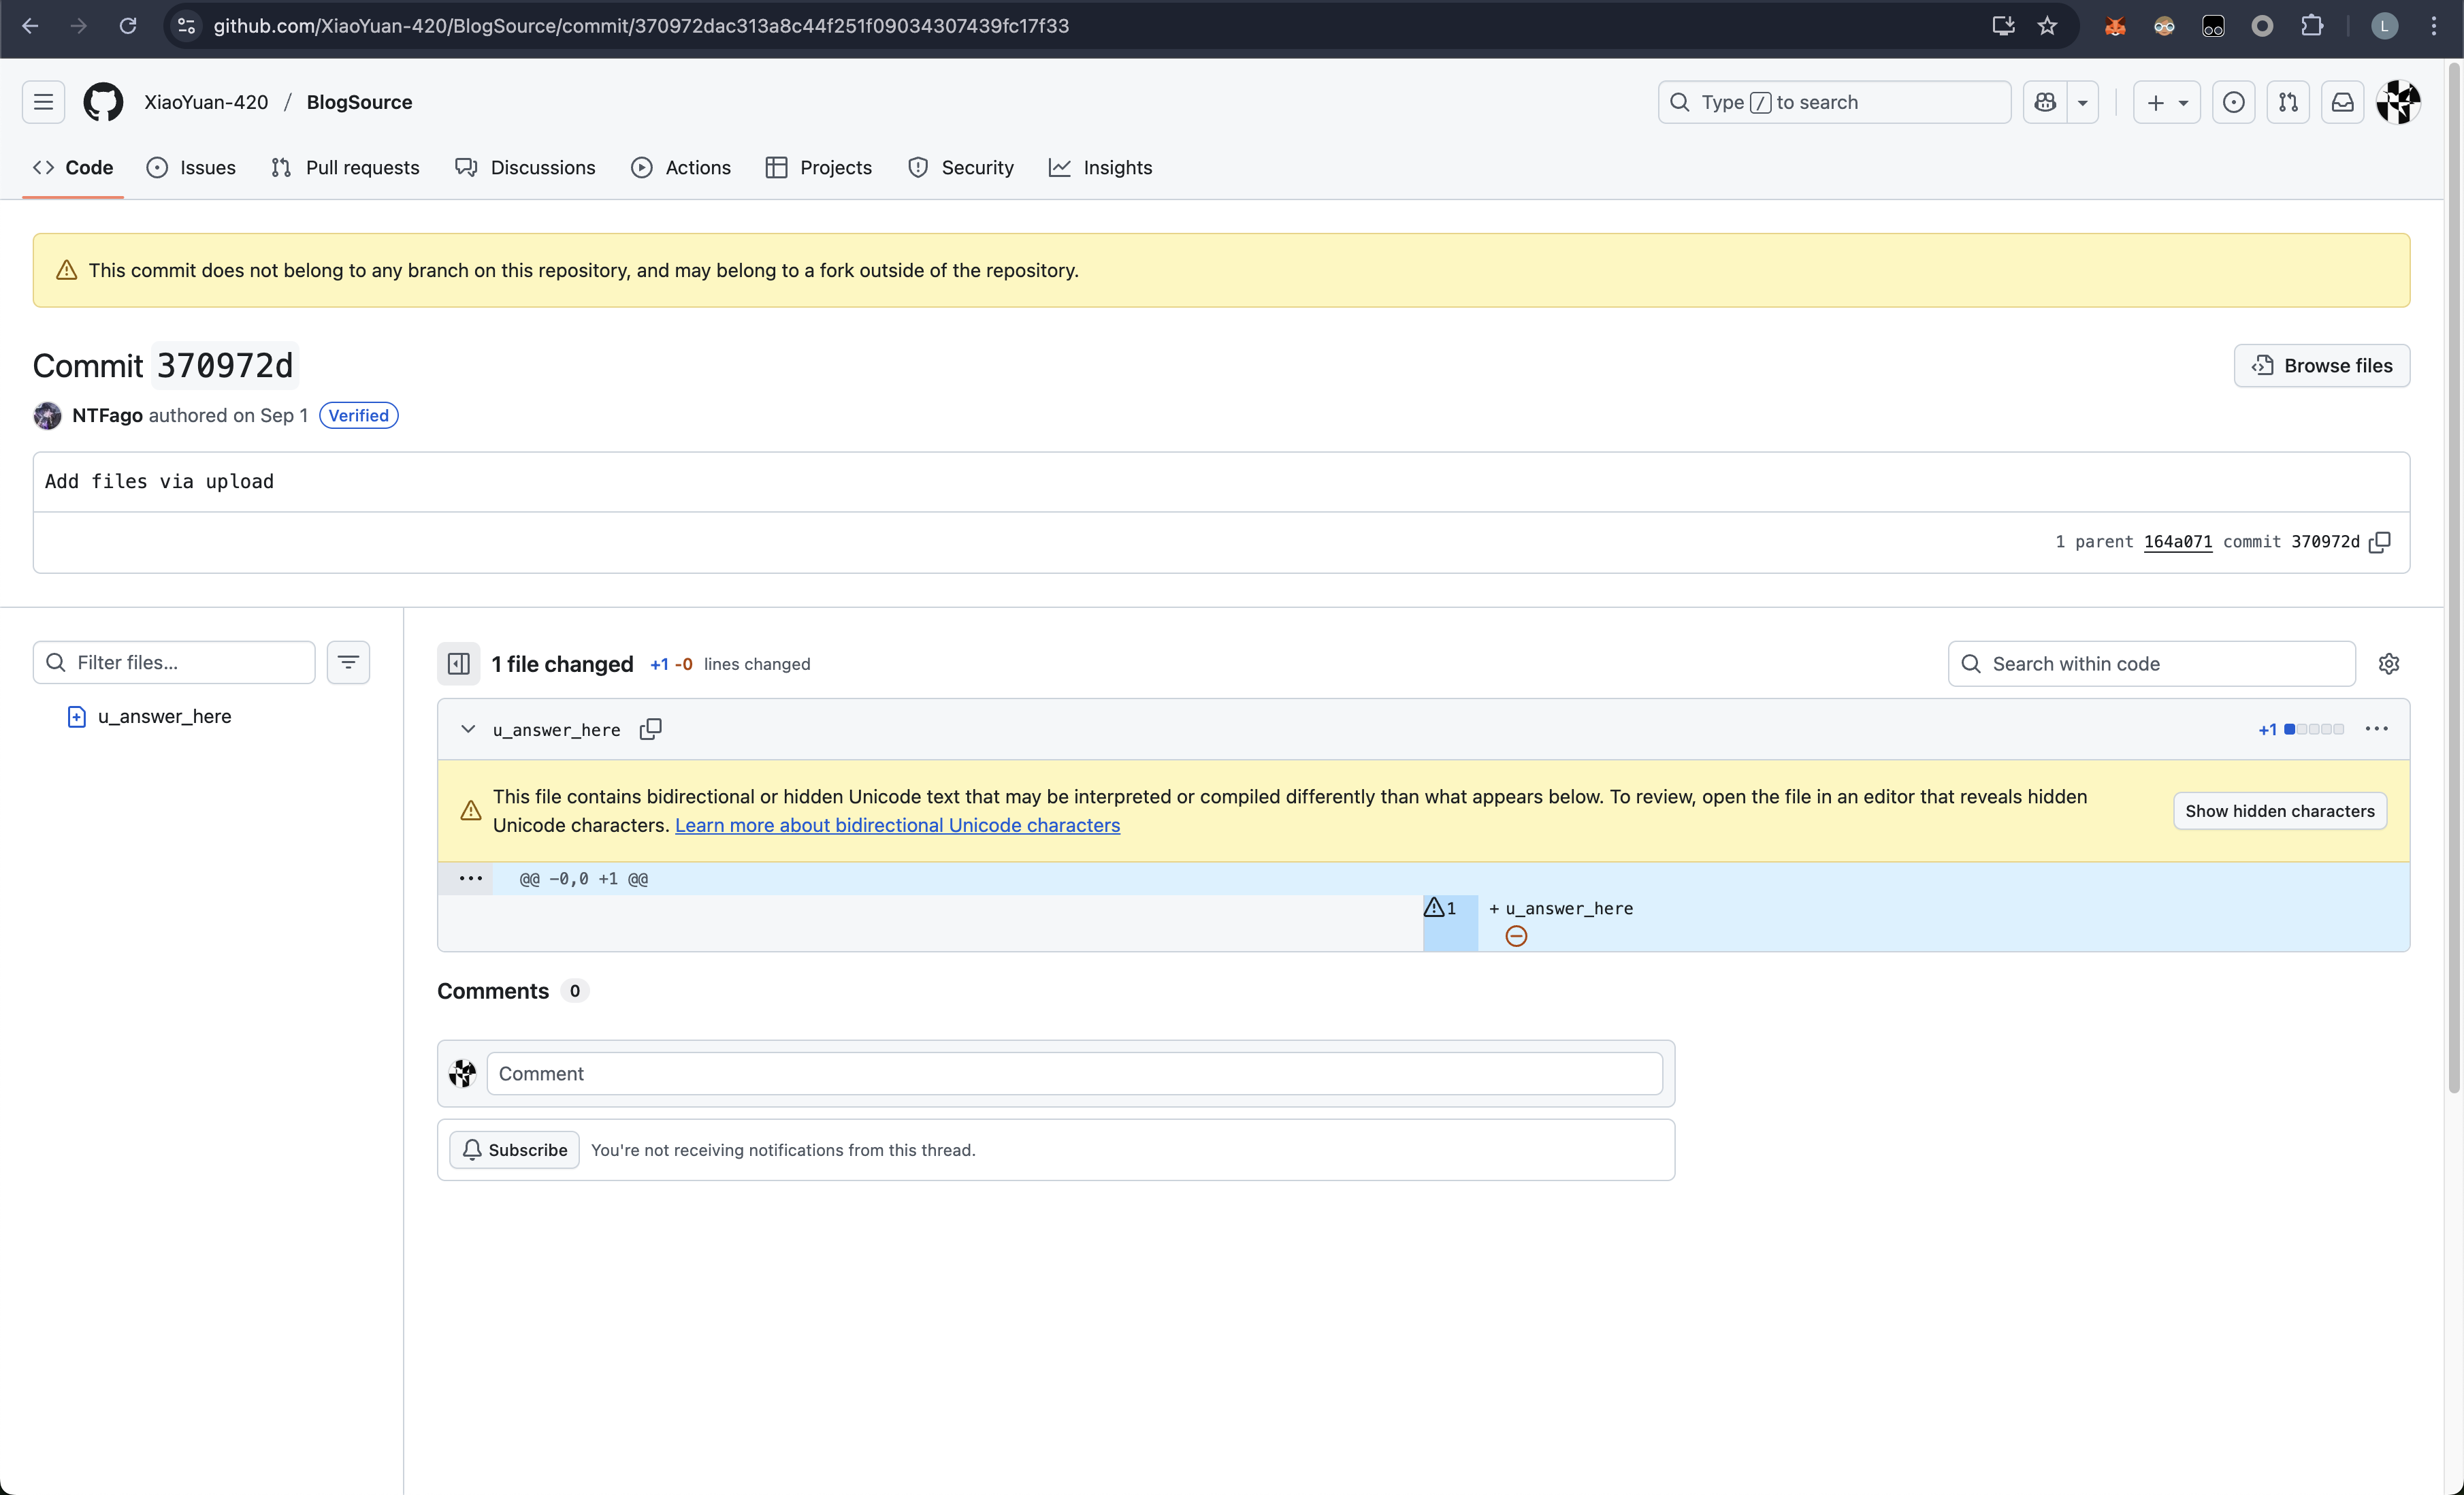 github.com/XiaoYuan-420/BlogSource/commit/370972dac313a8c44f251f09034307439fc17f33
L
XiaoYuan-420 / BlogSource
Type / to search
Code
Issues
Pull requests
Discussions
Actions
Projects
Security
Insights
This commit does not belong to any branch on this repository, and may belong to a fork outside of the repository.
Commit 370972d
Browse files
NTFago authored on Sep 1 Verified
Add files via upload
1 parent 164a071 commit 370972d
Filter files...
u_answer_here
1 file changed +1 -0 lines changed
Search within code
u_answer_here
+1
This file contains bidirectional or hidden Unicode text that may be interpreted or compiled differently than what appears below. To review, open the file in an editor that reveals hidden
Unicode characters. Learn more about bidirectional Unicode characters
Show hidden characters
@@ -0,0 +1 @@
1 + u_answer_here
Comments 0
Comment
Subscribe You're not receiving notifications from this thread.